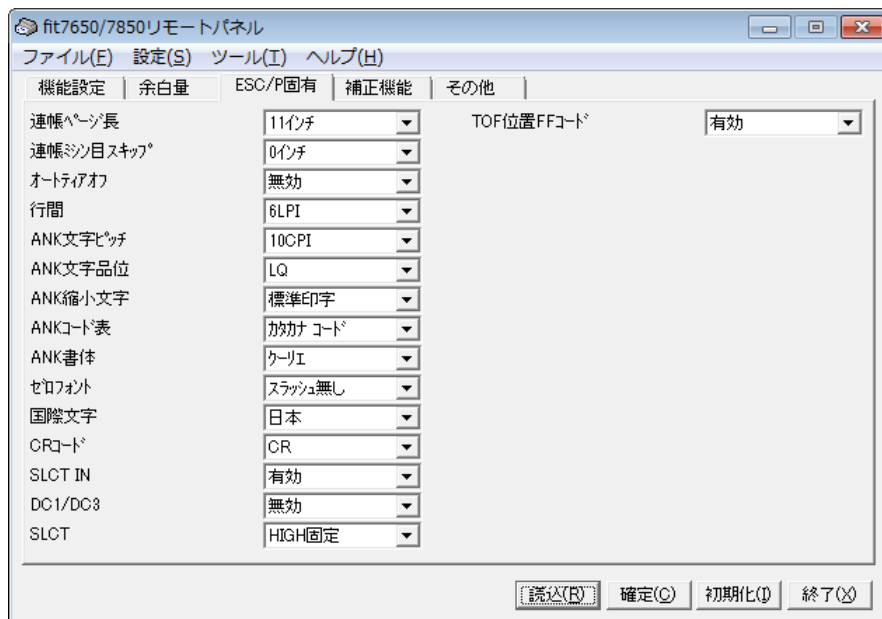 fit7650/7850リモートパネル
ファイル(F) 設定(S) ツール(T) ヘルプ(H)
機能設定 余白量 ESC/P固有 補正機能 その他
連帳ﾍﾟｰｼﾞ長 11ｲﾝﾁ TOF位置FFｺｰﾄﾞ 有効
連帳ﾐｼﾝ目ｽｷｯﾌﾟ 0ｲﾝﾁ
ｵｰﾄﾃｨｱｵﾌ 無効
行間 6LPI
ANK文字ﾋﾟｯﾁ 10CPI
ANK文字品位 LQ
ANK縮小文字 標準印字
ANKｺｰﾄﾞ表 ｶﾀｶﾅ ｺｰﾄﾞ
ANK書体 ｸｰﾘｴ
ｾﾞﾛﾌｫﾝﾄ ｽﾗｯｼｭ無し
国際文字 日本
CRｺｰﾄﾞ CR
SLCT IN 有効
DC1/DC3 無効
SLCT HIGH固定
読込(R) 確定(C) 初期化(I) 終了(X)